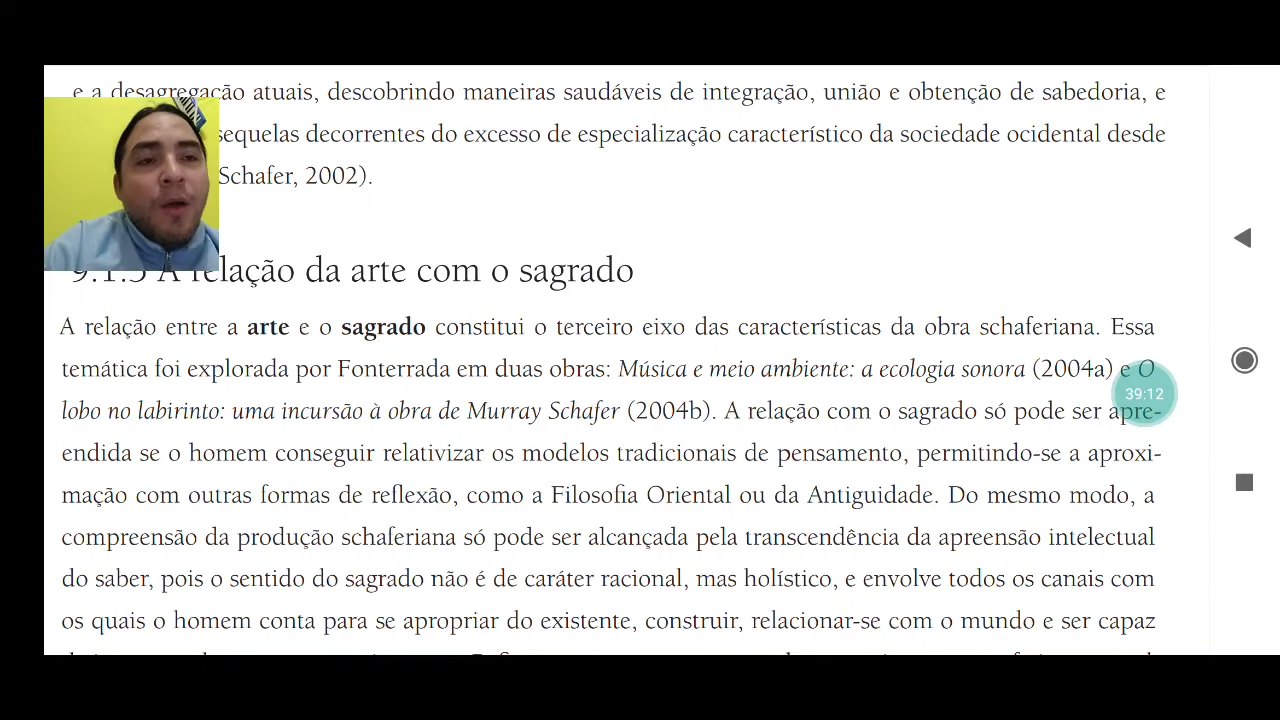 e a desagregação atuais, descobrindo maneiras saudáveis de integração, união e obtenção de sabedoria, e
sequelas decorrentes do excesso de especialização característico da sociedade ocidental desde
Schafer, 2002).
9.1.3 A relação da arte com o sagrado
A relação entre a arte e o sagrado constitui o terceiro eixo das características da obra schaferiana. Essa
temática foi explorada por Fonterrada em duas obras: Música e meio ambiente: a ecologia sonora (2004a) e O
39:12
lobo no labirinto: uma incursão à obra de Murray Schafer (2004b). A relação com o sagrado só pode ser apre-
endida se o homem conseguir relativizar os modelos tradicionais de pensamento, permitindo-se a aproxi-
mação com outras formas de reflexão, como a Filosofia Oriental ou da Antiguidade. Do mesmo modo, a
compreensão da produção schaferiana só pode ser alcançada pela transcendência da apreensão intelectual
do saber, pois o sentido do sagrado não é de caráter racional, mas holístico, e envolve todos os canais com
os quais o homem conta para se apropriar do existente, construir, relacionar-se com o mundo e ser capaz